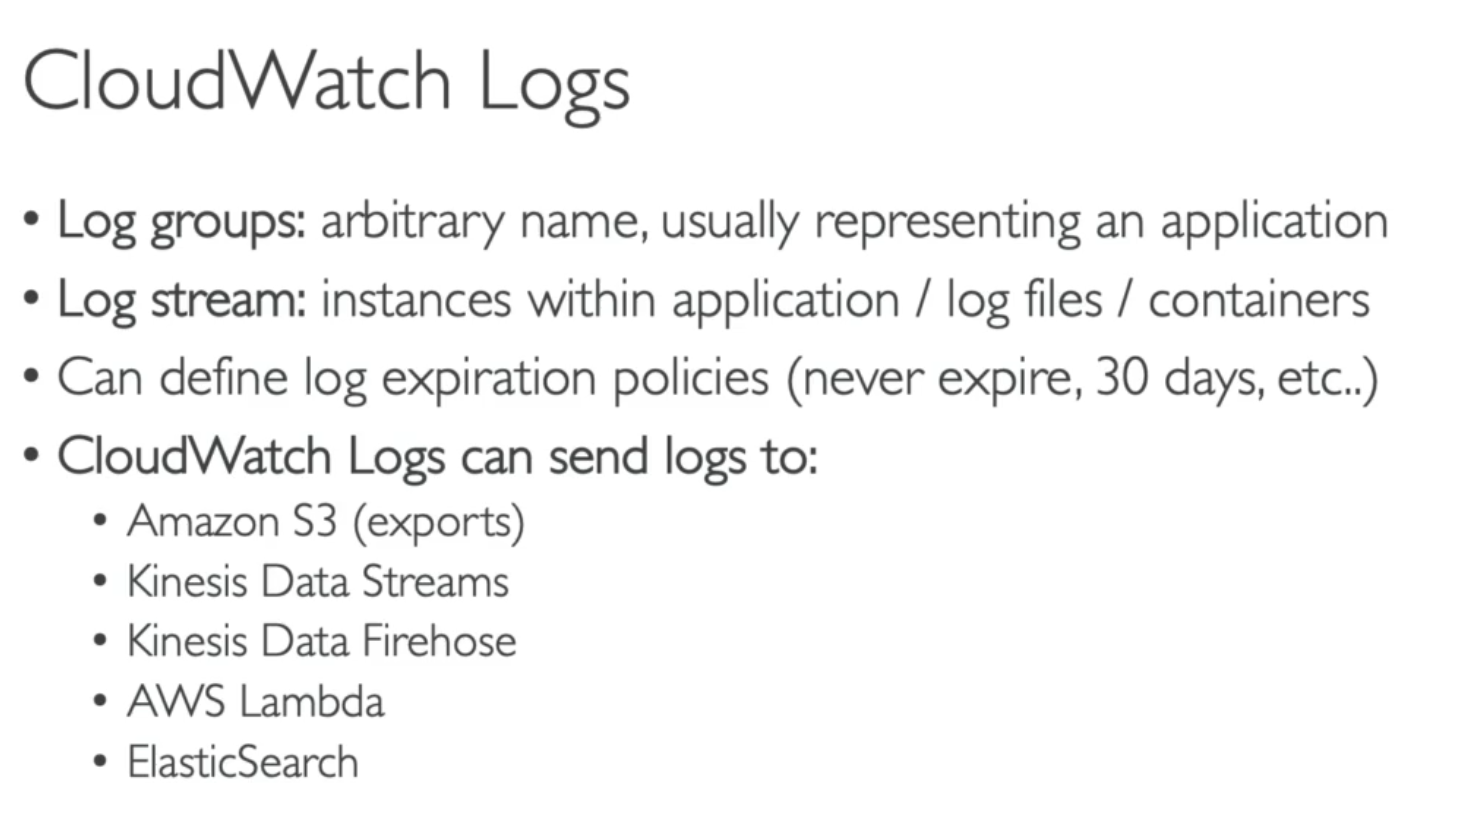 CloudWatch Logs
• Log groups: arbitrary name, usually representing an application
• Log stream: instances within application / log files / containers
• Can define log expiration policies (never expire, 30 days, etc..)
• CloudWatch Logs can send logs to:
• Amazon S3 (exports)
• Kinesis Data Streams
• Kinesis Data Firehose
• AWS Lambda
• ElasticSearch